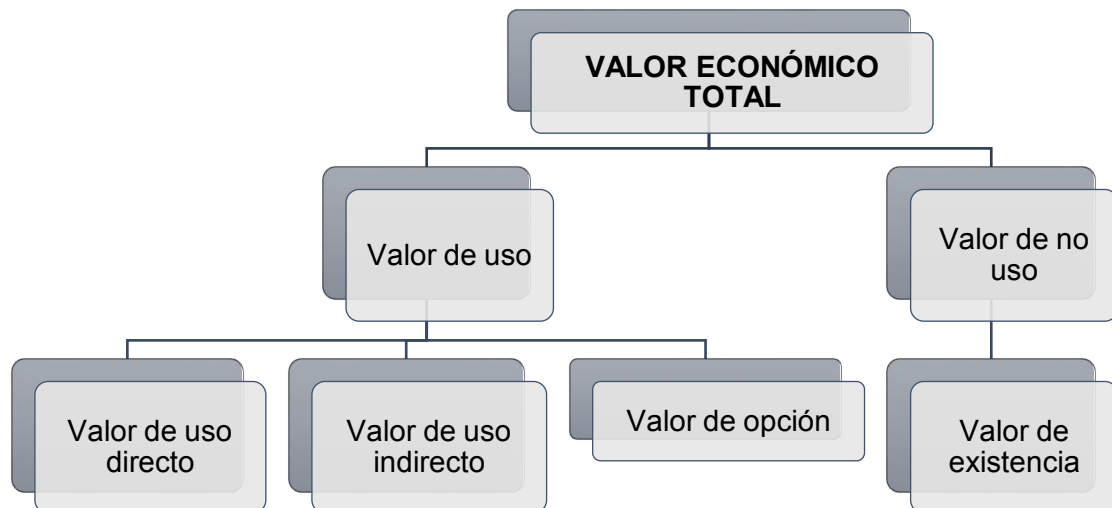 VALOR ECONÓMICO
TOTAL
Valor de uso
Valor de no
uso
Valor de uso
directo
Valor de uso
indirecto
Valor de opción
Valor de
existencia